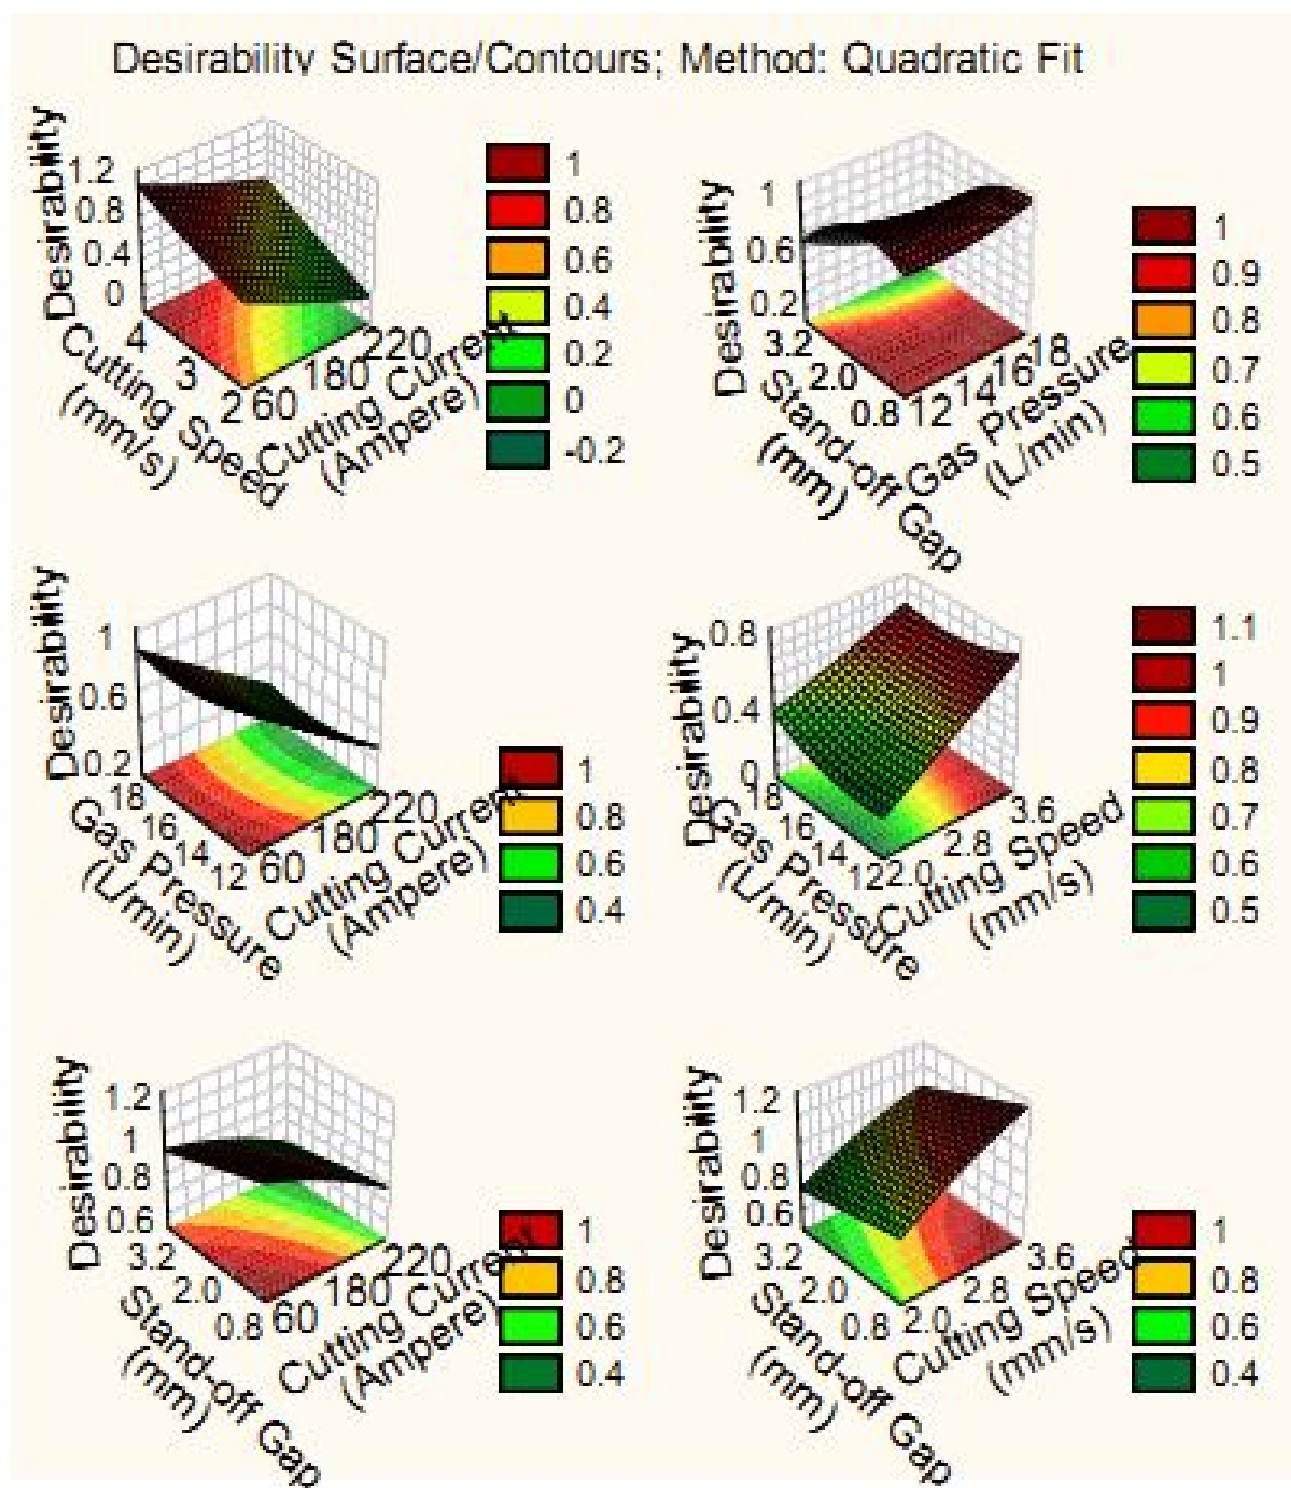 Desirability Surface/Contours; Method: Quadratic Fit
Desirability
1.2
0.8
0.4
0
4
3
2
Cutting Speed
(mm/s)
60
180
220
Cutting Current
(Ampere)
1
0.8
0.6
0.4
0.2
0
-0.2
Desirability
1
0.6
0.2
3.2
2.0
0.8
Stand-off Gap
(mm)
12
14
16
18
Gas Pressure
(L/min)
1
0.9
0.8
0.7
0.6
0.5
Desirability
1
0.6
0.2
18
16
14
12
Gas Pressure
(L/min)
60
180
220
Cutting Current
(Ampere)
1
0.8
0.6
0.4
Desirability
0.8
0.4
0
18
16
14
12
Gas Pressure
(L/min)
2.0
2.8
3.6
Cutting Speed
(mm/s)
1.1
1
0.9
0.8
0.7
0.6
0.5
Desirability
1.2
1
0.8
0.6
3.2
2.0
0.8
Stand-off Gap
(mm)
60
180
220
Cutting Current
(Ampere)
1
0.8
0.6
0.4
Desirability
1.2
1
0.8
0.6
3.2
2.0
0.8
Stand-off Gap
(mm)
2.0
2.8
3.6
Cutting Speed
(mm/s)
1
0.8
0.6
0.4